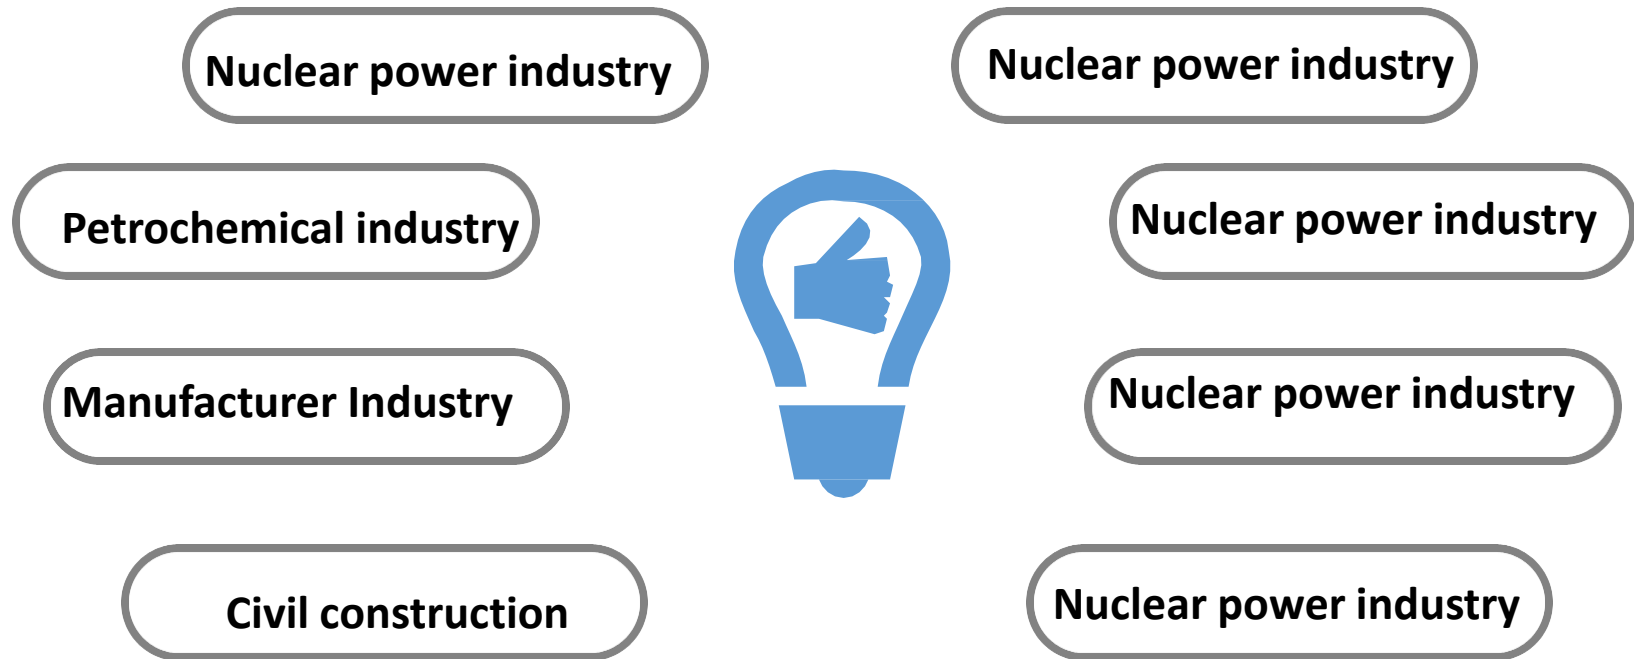 Nuclear power industry
Nuclear power industry
Petrochemical industry
Nuclear power industry
Manufacturer Industry
Nuclear power industry
Civil construction
Nuclear power industry